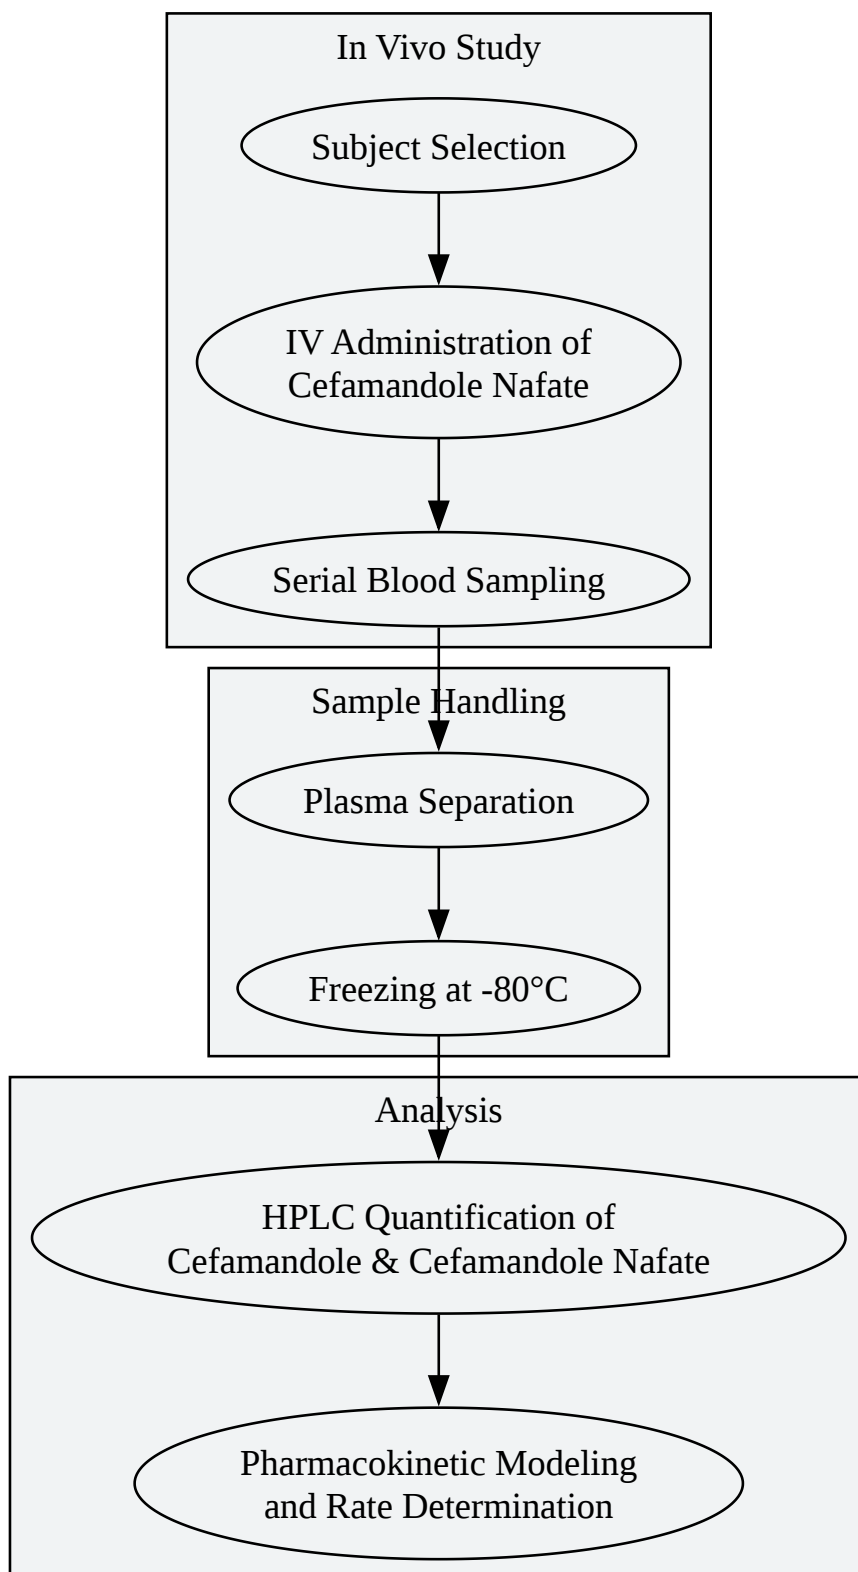 In Vivo Study
Subject Selection
IV Administration of
Cefamandole Nafate
Serial Blood Sampling
Sample Handling
Plasma Separation
Freezing at -80°C
Analysis
HPLC Quantification of
Cefamandole & Cefamandole Nafate
Pharmacokinetic Modeling
and Rate Determination